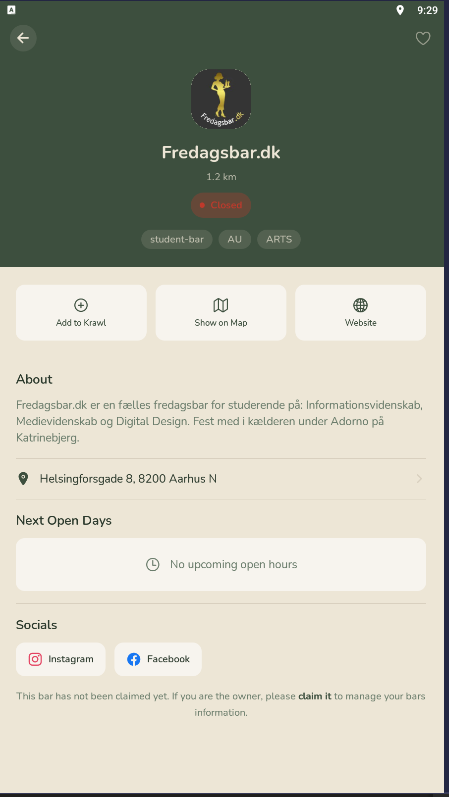 A
9:29
Fredagsbar.dk
Fredagsbar.dk
1.2 km
Closed
student-bar AU ARTS
Add to Krawl Show on Map Website
About
Fredagsbar.dk er en fælles fredagsbar for studerende på: Informationsvidenskab,
Medievidenskab og Digital Design. Fest med i kælderen under Adorno på
Katrinebjerg.
Helsingforsgade 8, 8200 Aarhus N
Next Open Days
No upcoming open hours
Socials
Instagram Facebook
This bar has not been claimed yet. If you are the owner, please claim it to manage your bars
information.